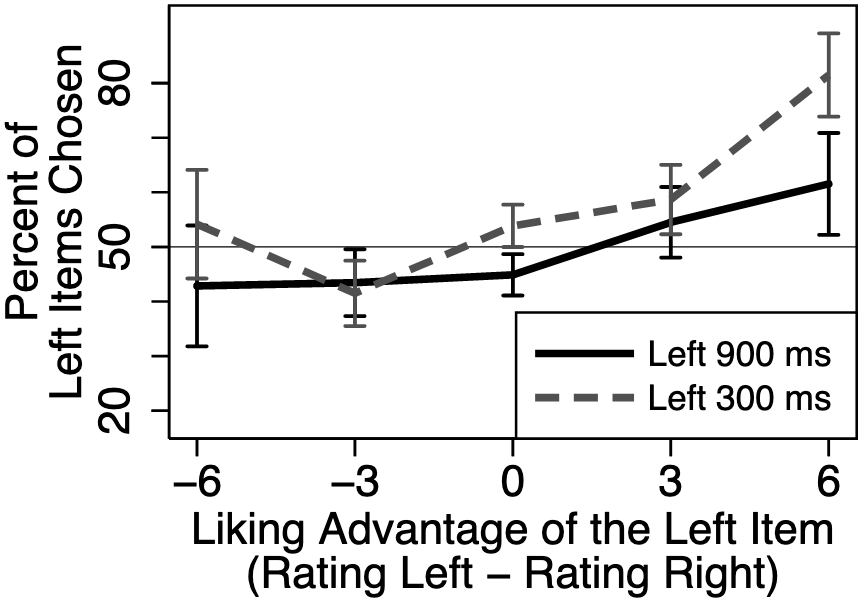 Percent of
Left Items Chosen
80
50
20
Left 900 ms
Left 300 ms
−6
−3
0
3
6
Liking Advantage of the Left Item
(Rating Left − Rating Right)